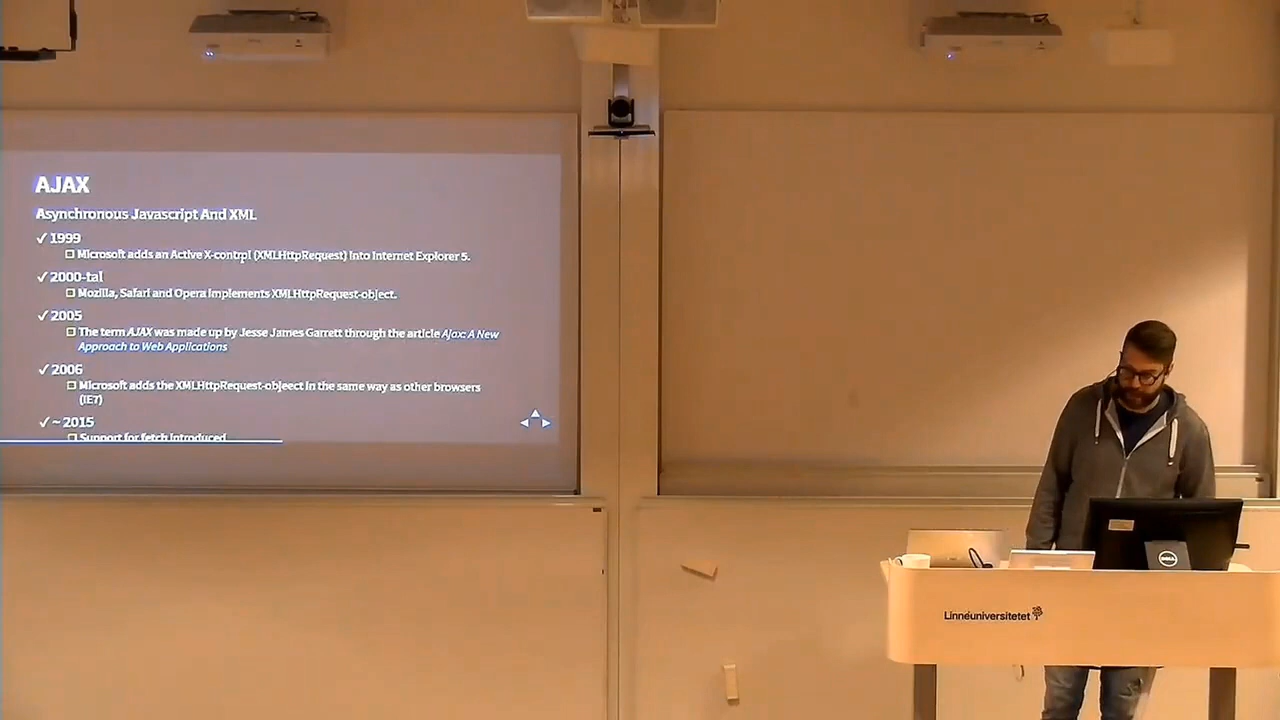 AJAX
Asynchronous Javascript And XML
✓ 1999
Microsoft adds an Active X-control (XMLHttpRequest) into Internet Explorer 5.
✓ 2000-tal
Mozilla, Safari and Opera implements XMLHttpRequest-object.
✓ 2005
The term AJAX was made up by Jesse James Garrett through the article Ajax: A New
Approach to Web Applications
✓ 2006
Microsoft adds the XMLHttpRequest-objeect in the same way as other browsers
(IE7)
✓ ~ 2015
Support for fetch introduced
DELL
Linnéuniversitetet